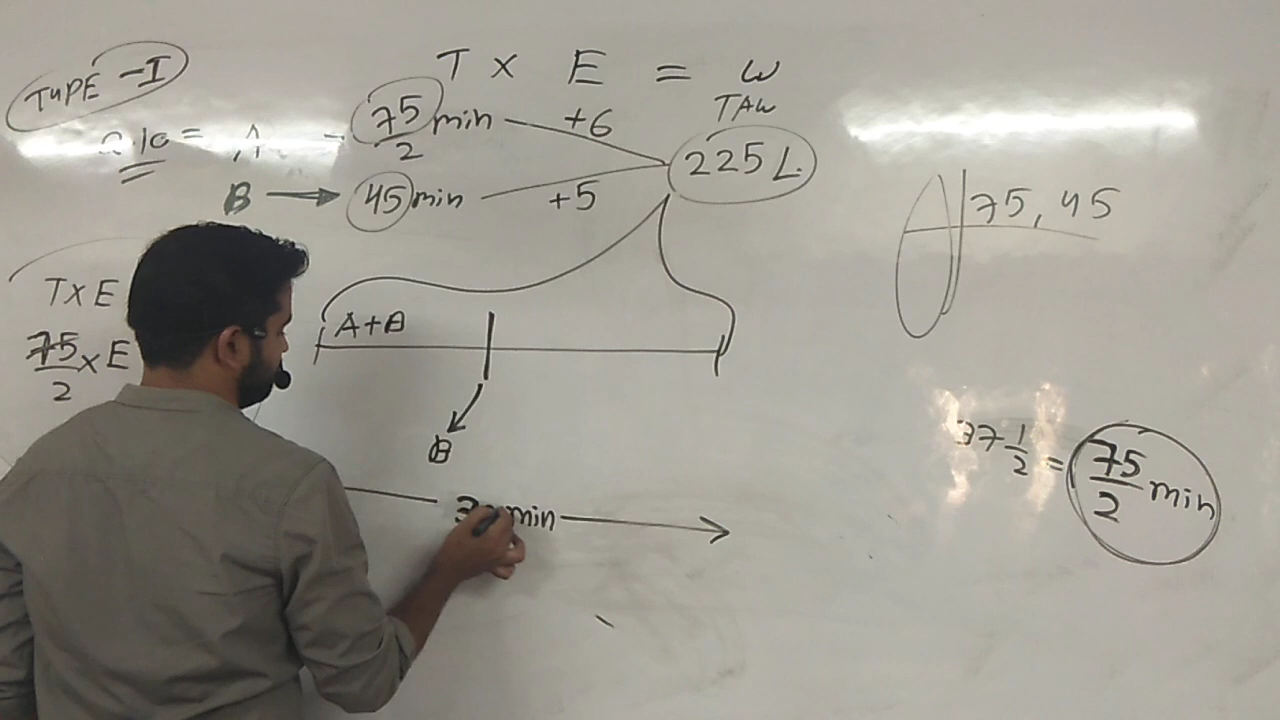 TYPE-I
T x E = W
TAW
Q.10 = A → 75/2 min +6
225 L.
B → 45 min +5
75, 45
T x E
A+B
75/2 x E
B
37 1/2 = 75/2 min
min